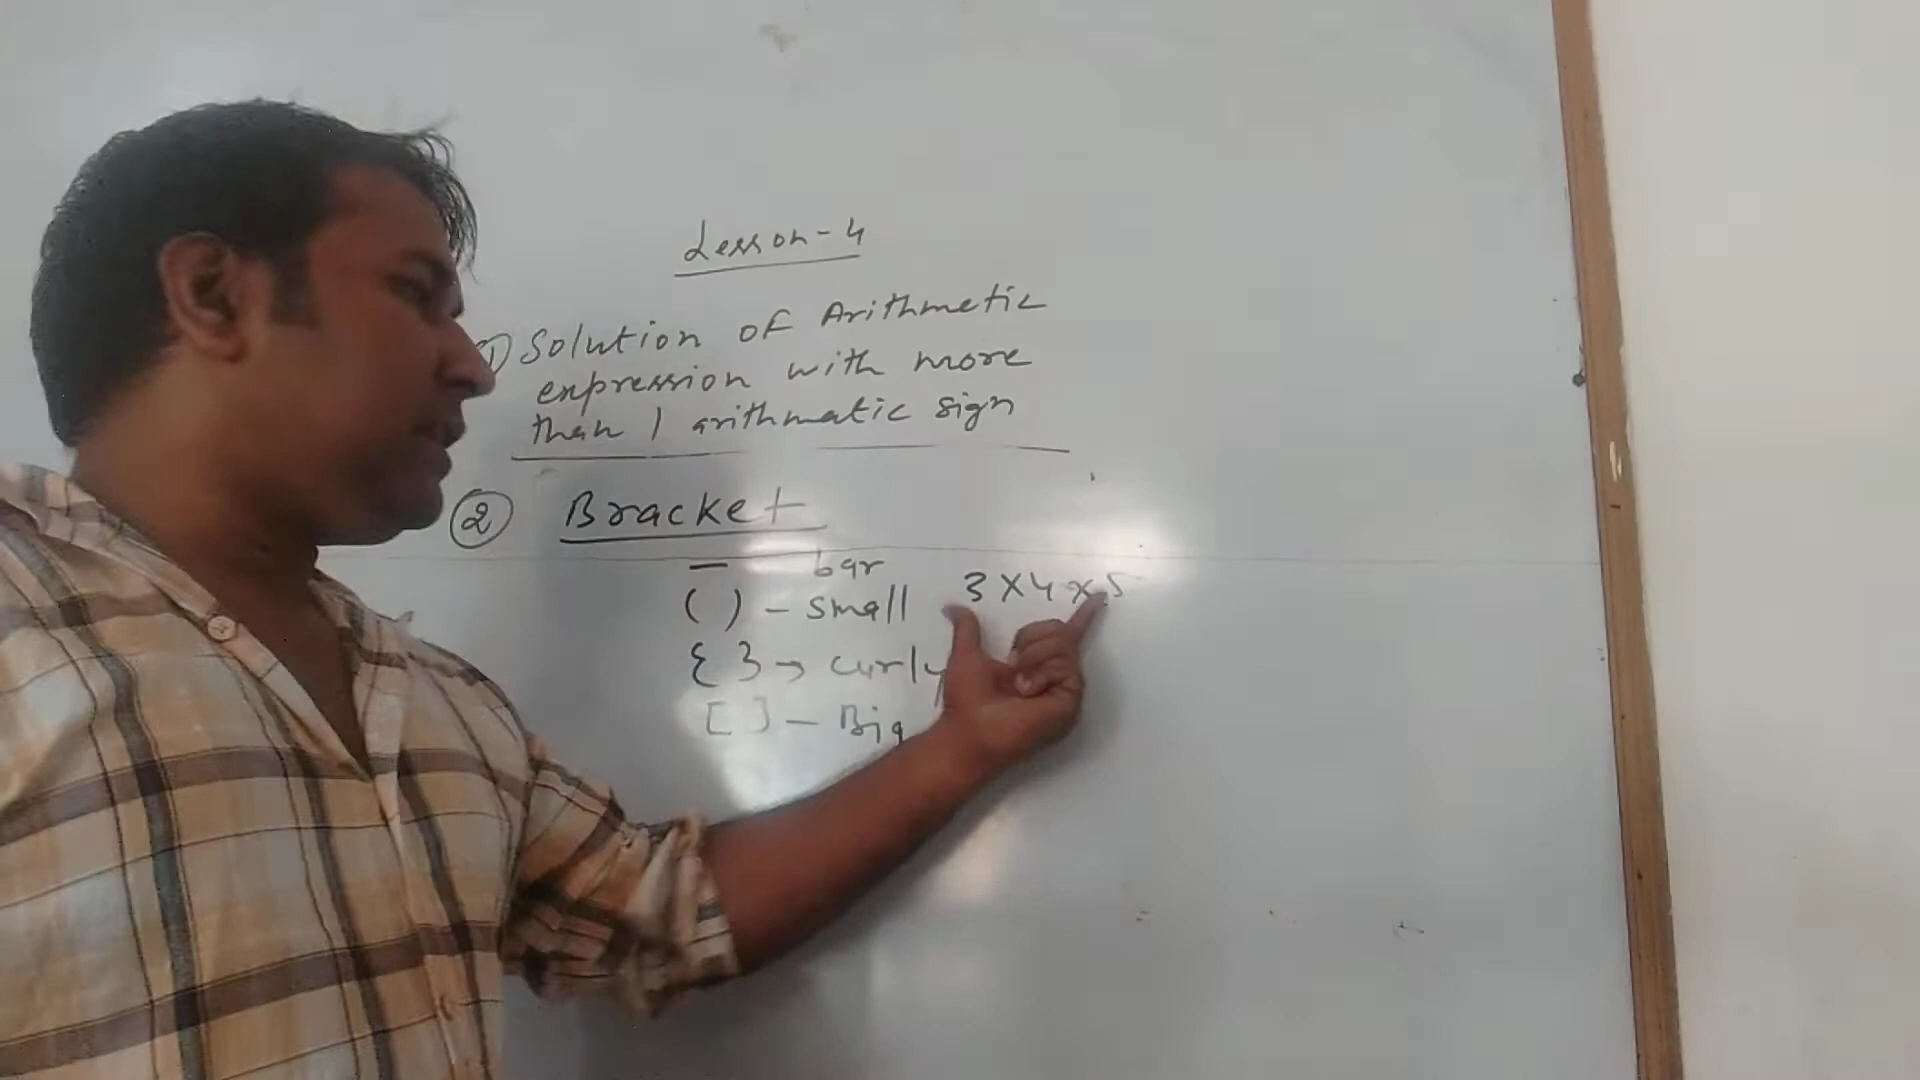 Lesson-4
1) Solution of Arithmetic
expression with more
than 1 arithmatic sign
② Bracket
— bar
( ) - small 3 X 4 X 5
{ } → curly
[ ] - Big